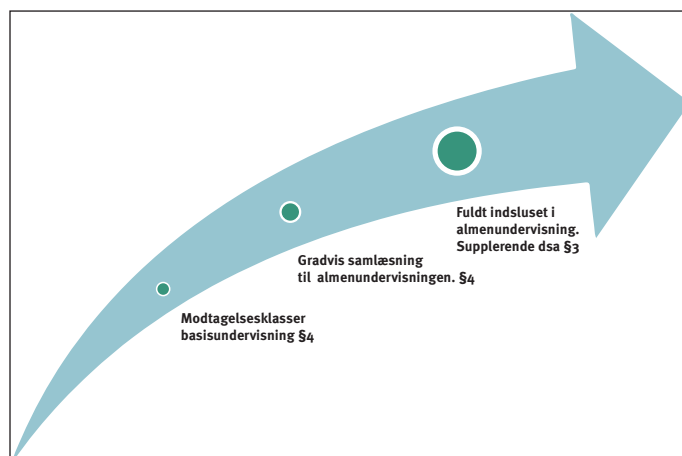 Fuldt indsluset i
almenundervisning.
Supplerende dsa §3
Gradvis samlæsning
til almenundervisningen. §4
Modtagelsesklasser
basisundervisning §4